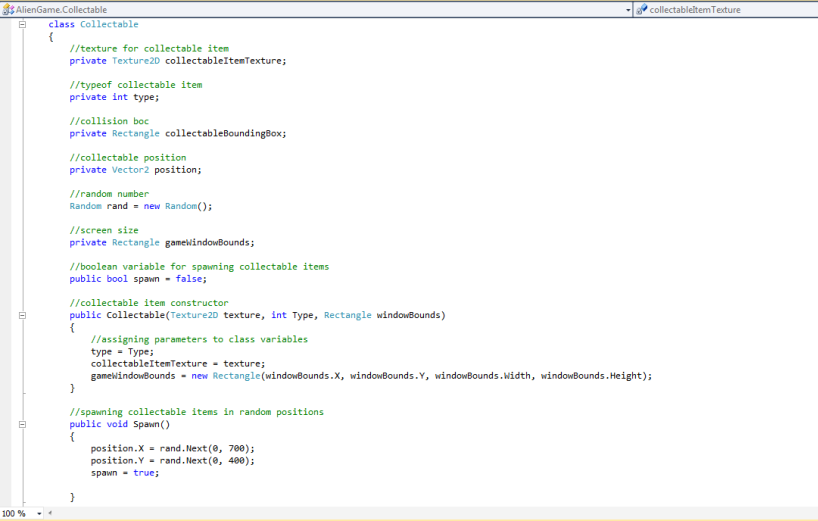 AlienGame.Collectable collectableItemTexture
class Collectable
{
//texture for collectable item
private Texture2D collectableItemTexture;
//typeof collectable item
private int type;
//collision boc
private Rectangle collectableBoundingBox;
//collectable position
private Vector2 position;
//random number
Random rand = new Random();
//screen size
private Rectangle gameWindowBounds;
//boolean variable for spawning collectable items
public bool spawn = false;
//collectable item constructor
public Collectable(Texture2D texture, int Type, Rectangle windowBounds)
{
//assigning parameters to class variables
type = Type;
collectableItemTexture = texture;
gameWindowBounds = new Rectangle(windowBounds.X, windowBounds.Y, windowBounds.Width, windowBounds.Height);
}
//spawning collectable items in random positions
public void Spawn()
{
position.X = rand.Next(0, 700);
position.Y = rand.Next(0, 400);
spawn = true;
}
100 %